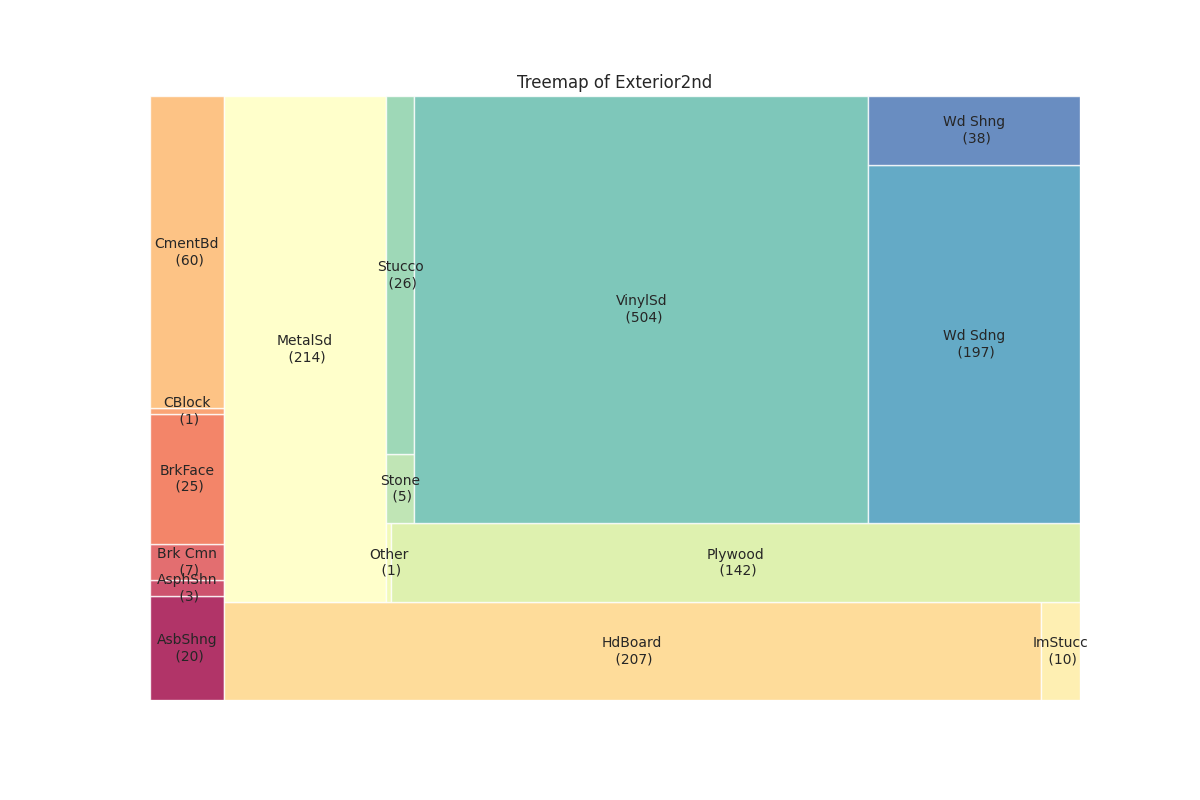 Treemap of Exterior2nd
CmentBd
(60)
CBlock
(1)
BrkFace
(25)
Brk Cmn
(7)
AsphShn
(3)
AsbShng
(20)
MetalSd
(214)
Stucco
(26)
Stone
(5)
Other
(1)
VinylSd
(504)
Wd Shng
(38)
Wd Sdng
(197)
Plywood
(142)
HdBoard
(207)
ImStucc
(10)